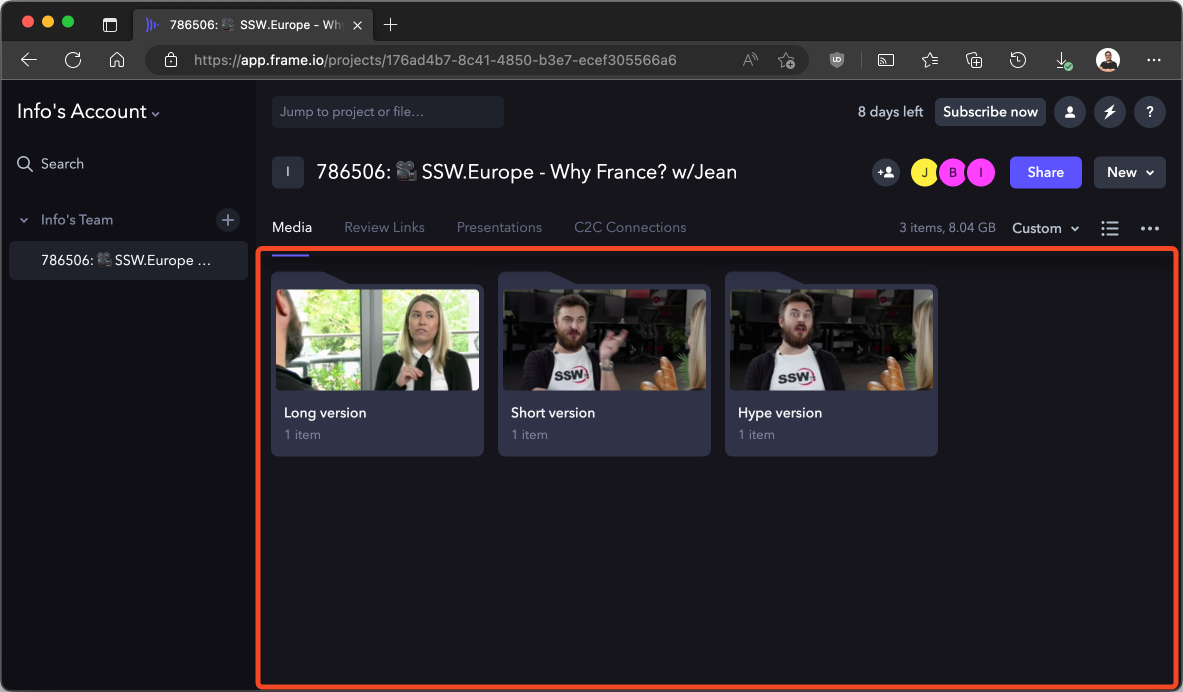 786506: 🎥 SSW.Europe - Wh
https://app.frame.io/projects/176ad4b7-8c41-4850-b3e7-ecef305566a6
Info's Account
Jump to project or file…
8 days left
Subscribe now
?
Search
I
786506: 🎥 SSW.Europe - Why France? w/Jean
J
B
I
Share
New
Info's Team
Media
Review Links
Presentations
C2C Connections
3 items, 8.04 GB
Custom
786506: 🎥 SSW.Europe ...
SSW
SSW
Long version
1 item
Short version
1 item
Hype version
1 item